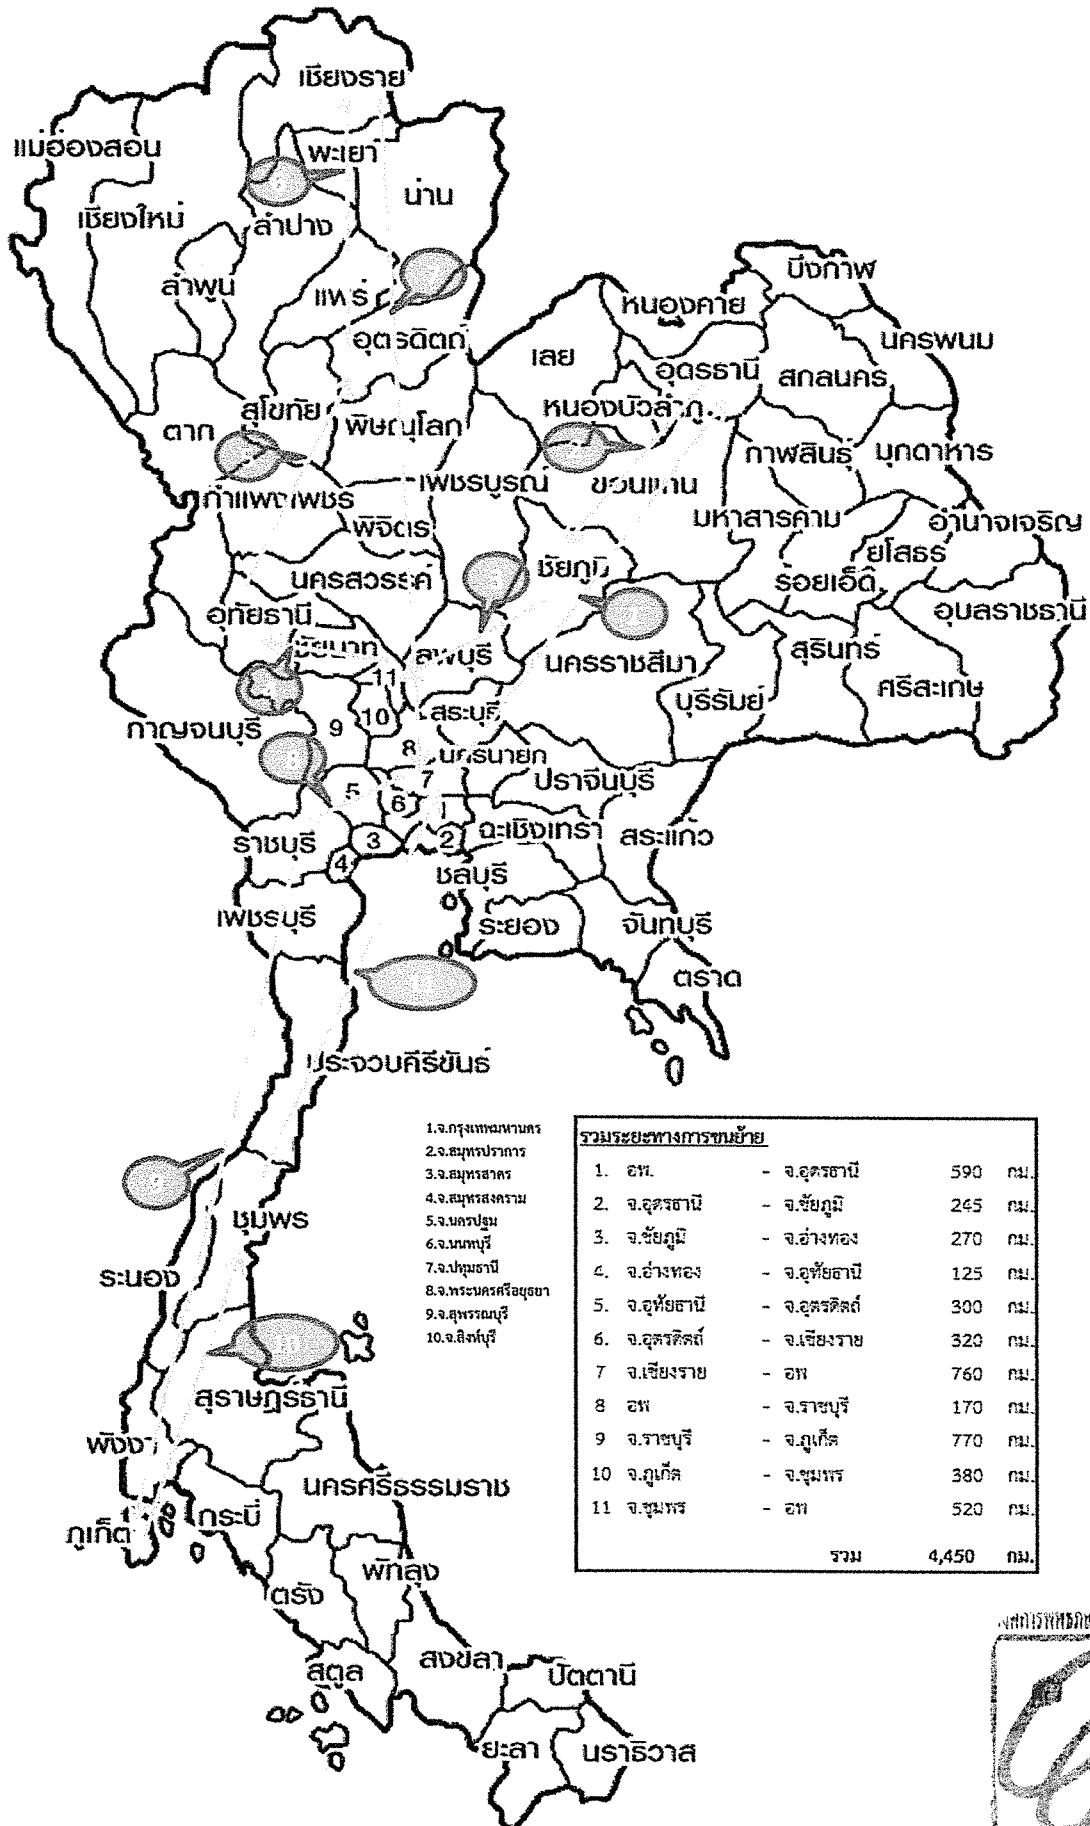 เชียงราย
แม่ฮ่องสอน
พะเยา
น่าน
เชียงใหม่
ลำปาง
ลำพูน
แพร่
อุตรดิตถ์
บึงกาฬ
หนองคาย
นครพนม
เลย
อุดรธานี
สกลนคร
สุโขทัย
ตาก
พิษณุโลก
หนองบัวลำภู
กาฬสินธุ์
มุกดาหาร
กำแพงเพชร
เพชรบูรณ์
ขอนแก่น
พิจิตร
มหาสารคาม
อำนาจเจริญ
ยโสธร
นครสวรรค์
ชัยภูมิ
ร้อยเอ็ด
อุบลราชธานี
อุทัยธานี
ชัยนาท
ลพบุรี
นครราชสีมา
สุรินทร์
ศรีสะเกษ
บุรีรัมย์
11
10
9
สระบุรี
กาญจนบุรี
8
นครนายก
7
ปราจีนบุรี
5
6
ราชบุรี
3
2
ฉะเชิงเทรา
สระแก้ว
4
ชลบุรี
เพชรบุรี
ระยอง
จันทบุรี
ตราด
ประจวบคีรีขันธ์
1.จ.กรุงเทพมหานคร
2.จ.สมุทรปราการ
3.จ.สมุทรสาคร
4.จ.สมุทรสงคราม
5.จ.นครปฐม
6.จ.นนทบุรี
7.จ.ปทุมธานี
8.จ.พระนครศรีอยุธยา
9.จ.สุพรรณบุรี
10.จ.สิงห์บุรี
รวมระยะทางการขนย้าย
1. อพ. - จ.อุดรธานี 590 กม.
2. จ.อุดรธานี - จ.ชัยภูมิ 245 กม.
3. จ.ชัยภูมิ - จ.อ่างทอง 270 กม.
4. จ.อ่างทอง - จ.อุทัยธานี 125 กม.
5. จ.อุทัยธานี - จ.อุตรดิตถ์ 300 กม.
6. จ.อุตรดิตถ์ - จ.เชียงราย 320 กม.
7 จ.เชียงราย - อพ 760 กม.
8 อพ - จ.ราชบุรี 170 กม.
9 จ.ราชบุรี - จ.ภูเก็ต 770 กม.
10 จ.ภูเก็ต - จ.ชุมพร 380 กม.
11 จ.ชุมพร - อพ 520 กม.
รวม 4,450 กม.
ชุมพร
ระนอง
สุราษฎร์ธานี
พังงา
นครศรีธรรมราช
กระบี่
ภูเก็ต
พัทลุง
ตรัง
สงขลา
สตูล
ปัตตานี
ยะลา
นราธิวาส